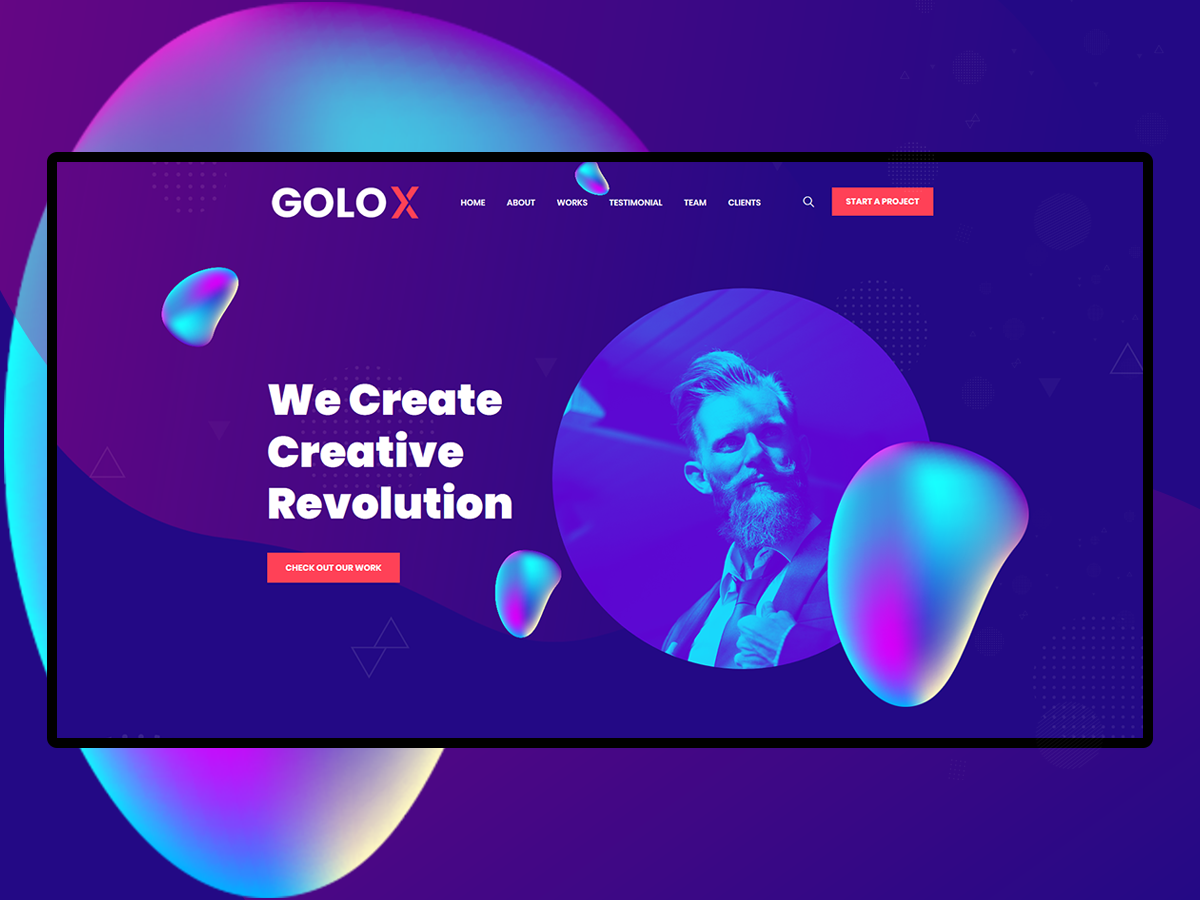 GOLOX
HOME ABOUT WORKS TESTIMONIAL TEAM CLIENTS START A PROJECT
We Create
Creative
Revolution
CHECK OUT OUR WORK